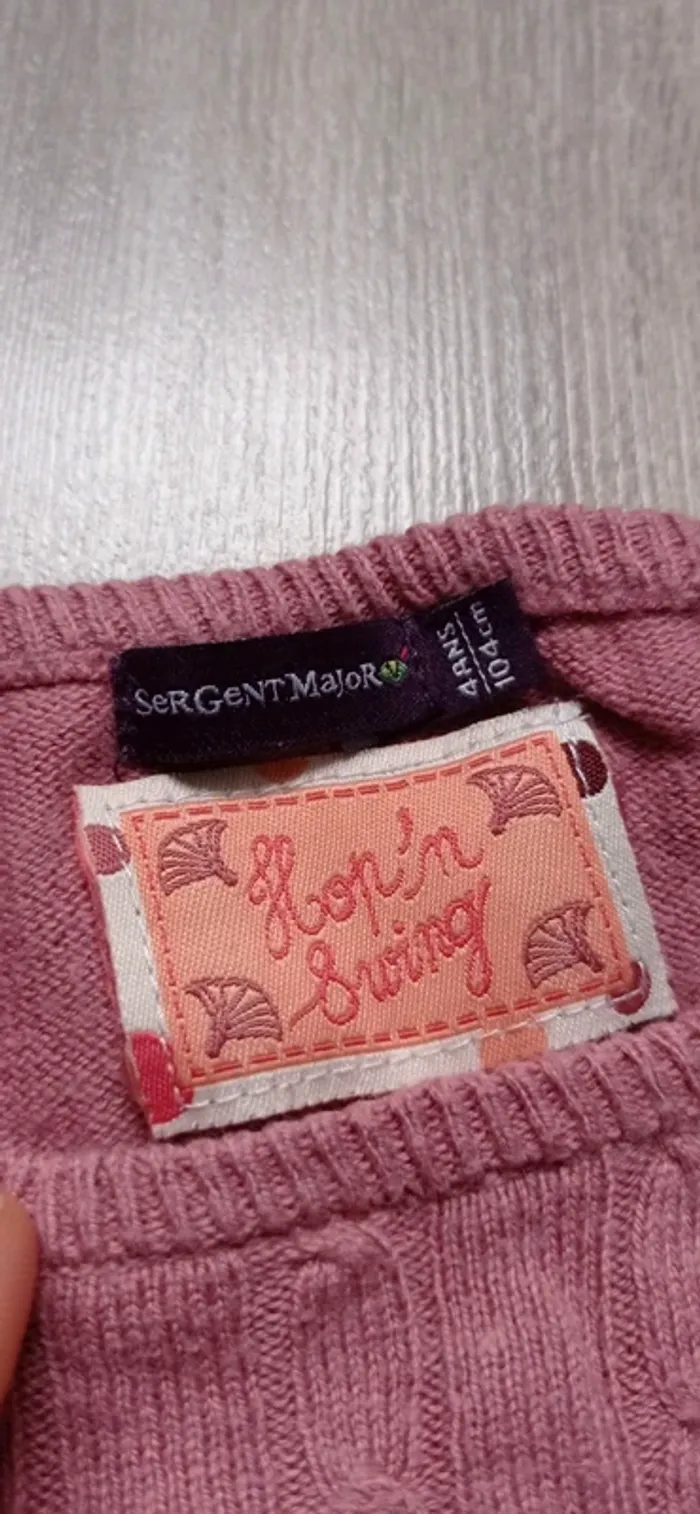 SeRGeNT MaJoR
4ANS
104cm
Hop'n
Swing